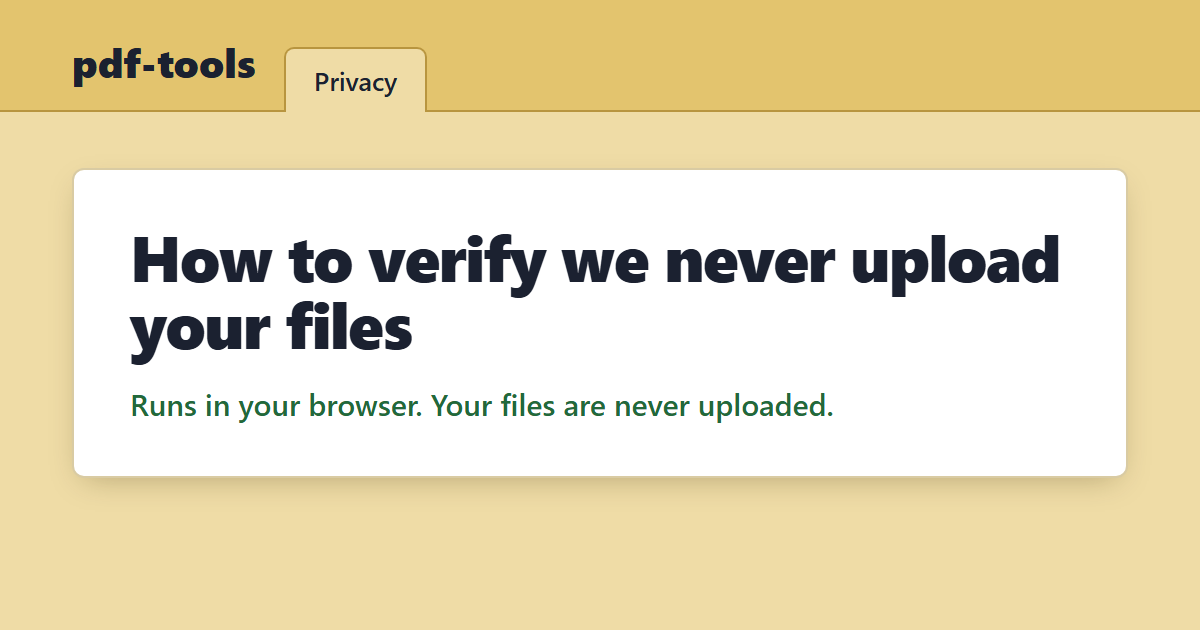 pdf-tools
Privacy
How to verify we never upload
your files
Runs in your browser. Your files are never uploaded.